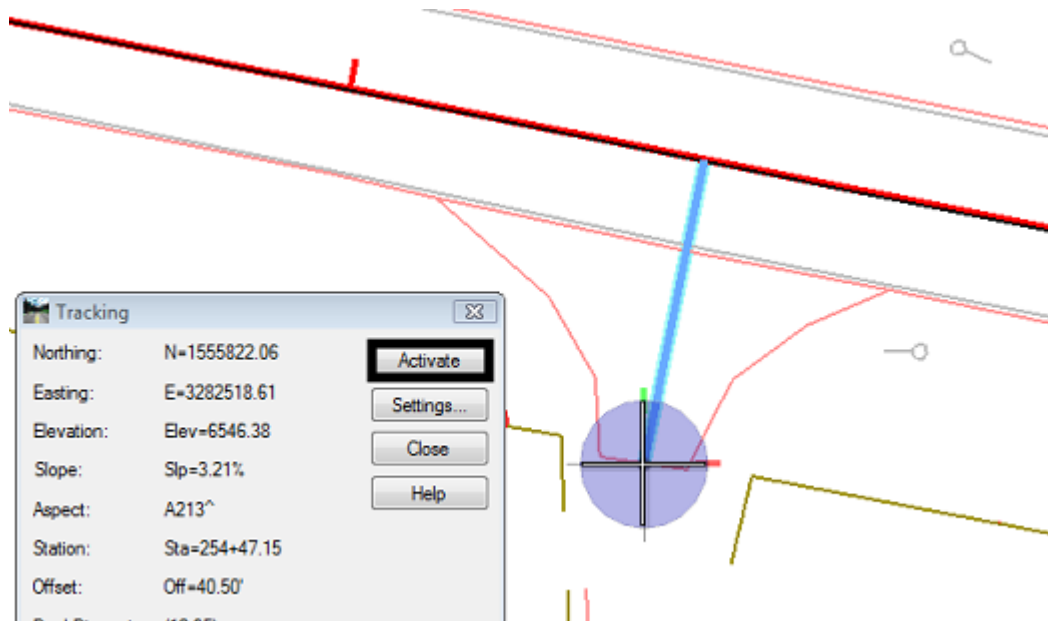 Tracking
Northing: N=1555822.06 Activate
Easting: E=3282518.61 Settings...
Elevation: Elev=6546.38 Close
Slope: Slp=3.21% Help
Aspect: A213^
Station: Sta=254+47.15
Offset: Off=40.50'